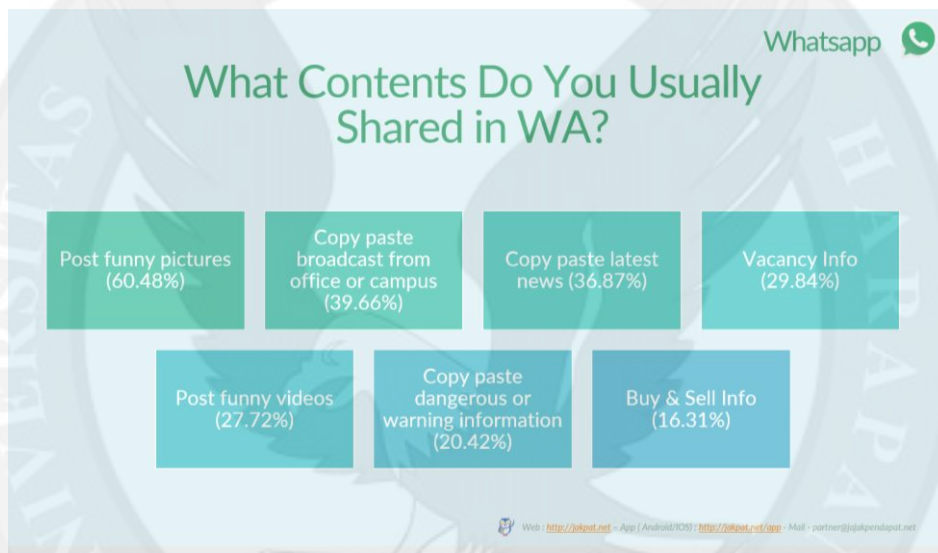 Whatsapp
What Contents Do You Usually
Shared in WA?
Post funny pictures
(60.48%)
Copy paste
broadcast from
office or campus
(39.66%)
Copy paste latest
news (36.87%)
Vacancy Info
(29.84%)
Post funny videos
(27.72%)
Copy paste
dangerous or
warning information
(20.42%)
Buy & Sell Info
(16.31%)
Web : http://jakpat.net – App ( Android/IOS) : http://jakpat.net/app - Mail - partner@jajakpendapat.net
UNIVERSITAS
HARAPA